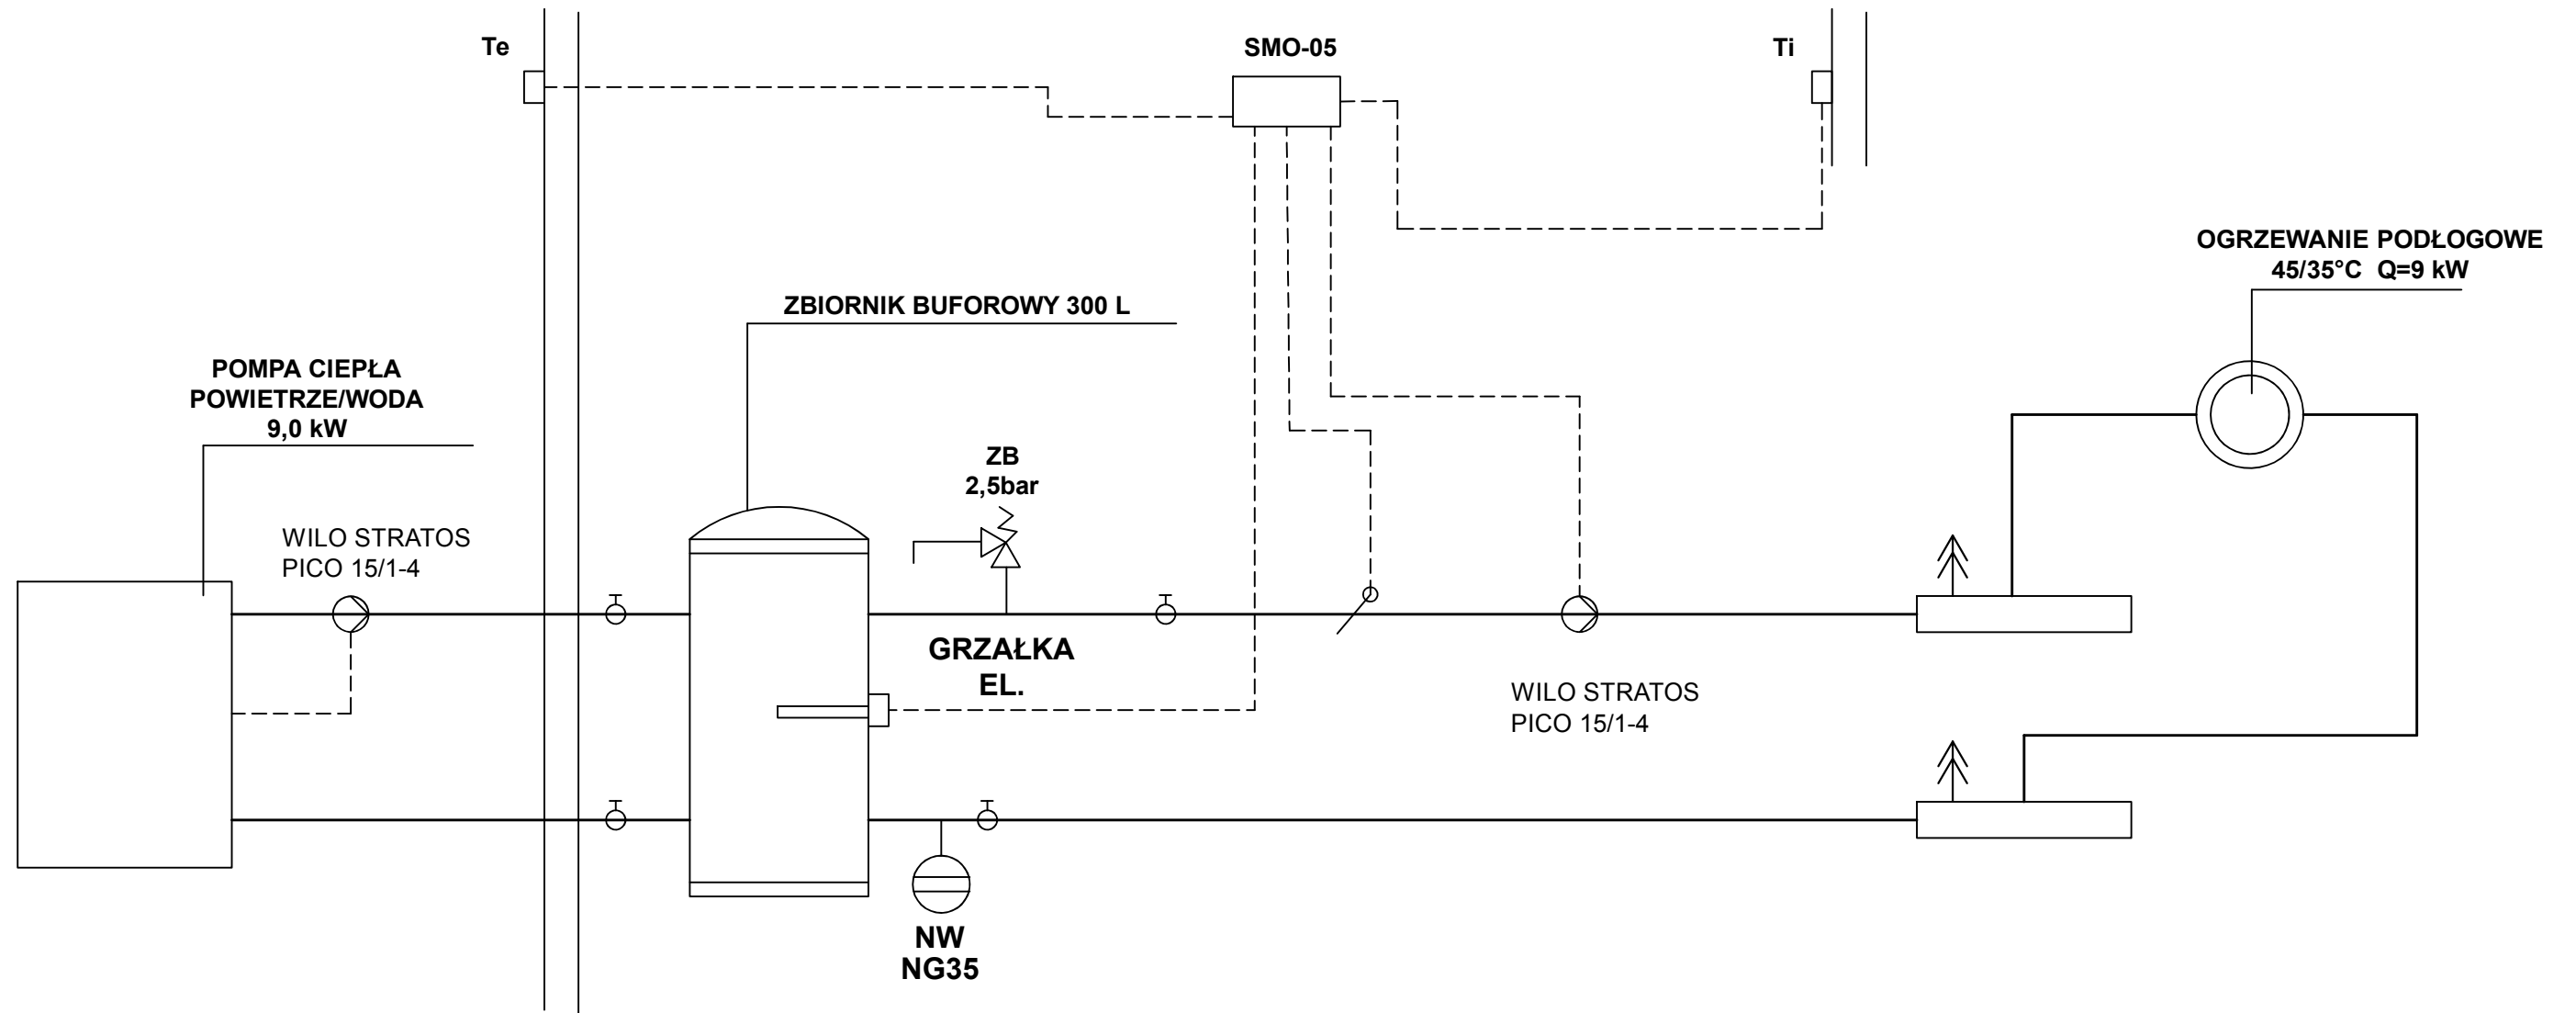 Te
SMO-05
Ti
OGRZEWANIE PODŁOGOWE
45/35°C Q=9 kW
ZBIORNIK BUFOROWY 300 L
POMPA CIEPŁA
POWIETRZE/WODA
9,0 kW
ZB
2,5bar
WILO STRATOS
PICO 15/1-4
GRZAŁKA
EL.
WILO STRATOS
PICO 15/1-4
NW
NG35